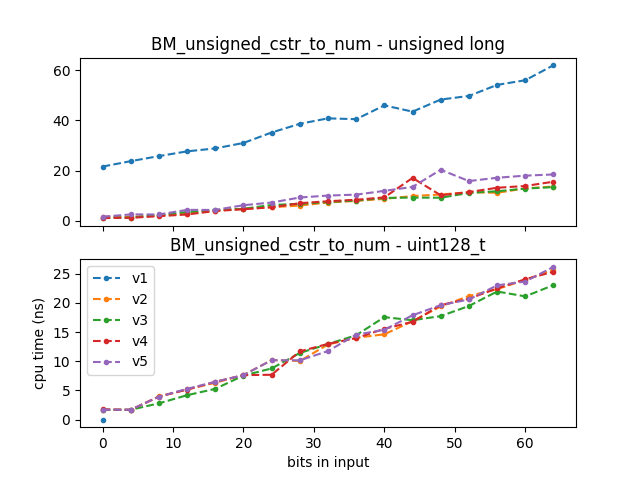 BM_unsigned_cstr_to_num - unsigned long
60
40
20
0
BM_unsigned_cstr_to_num - uint128_t
25
20
15
10
5
0
cpu time (ns)
v1
v2
v3
v4
v5
0 10 20 30 40 50 60
bits in input